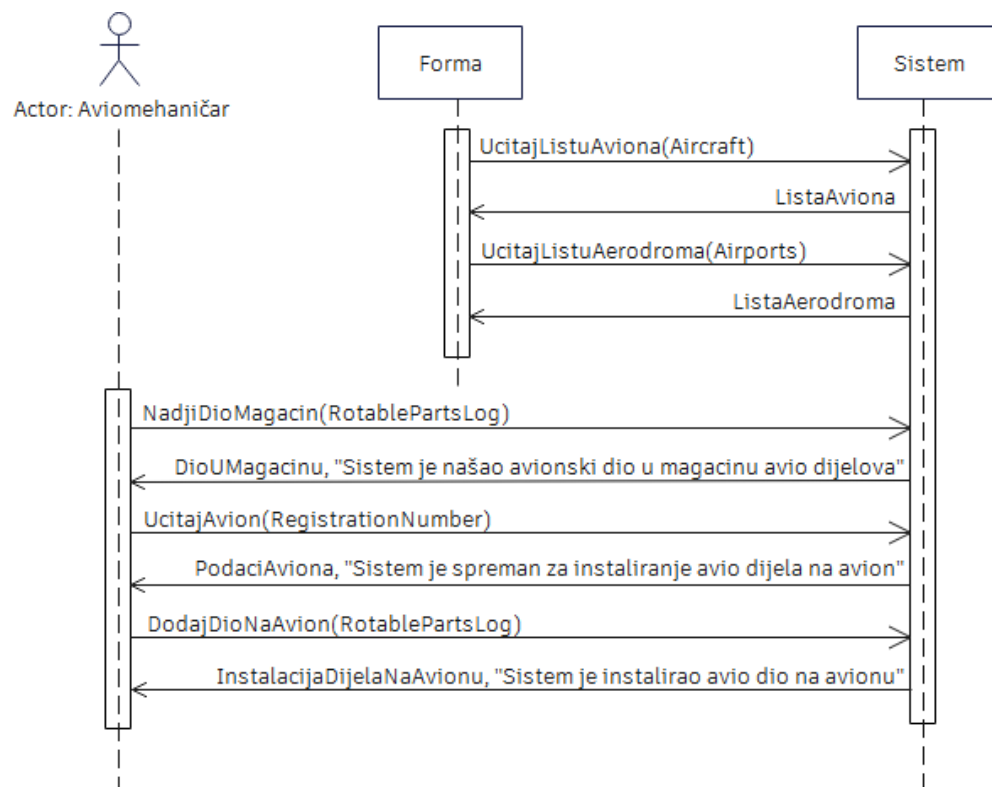 Forma
Sistem
Actor: Aviomehaničar
UcitajListuAviona(Aircraft)
ListaAviona
UcitajListuAerodroma(Airports)
ListaAerodroma
NadjiDioMagacin(RotablePartsLog)
DioUMagacinu, "Sistem je našao avionski dio u magacinu avio dijelova"
UcitajAvion(RegistrationNumber)
PodaciAviona, "Sistem je spreman za instaliranje avio dijela na avion"
DodajDioNaAvion(RotablePartsLog)
InstalacijaDijelaNaAvionu, "Sistem je instalirao avio dio na avionu"